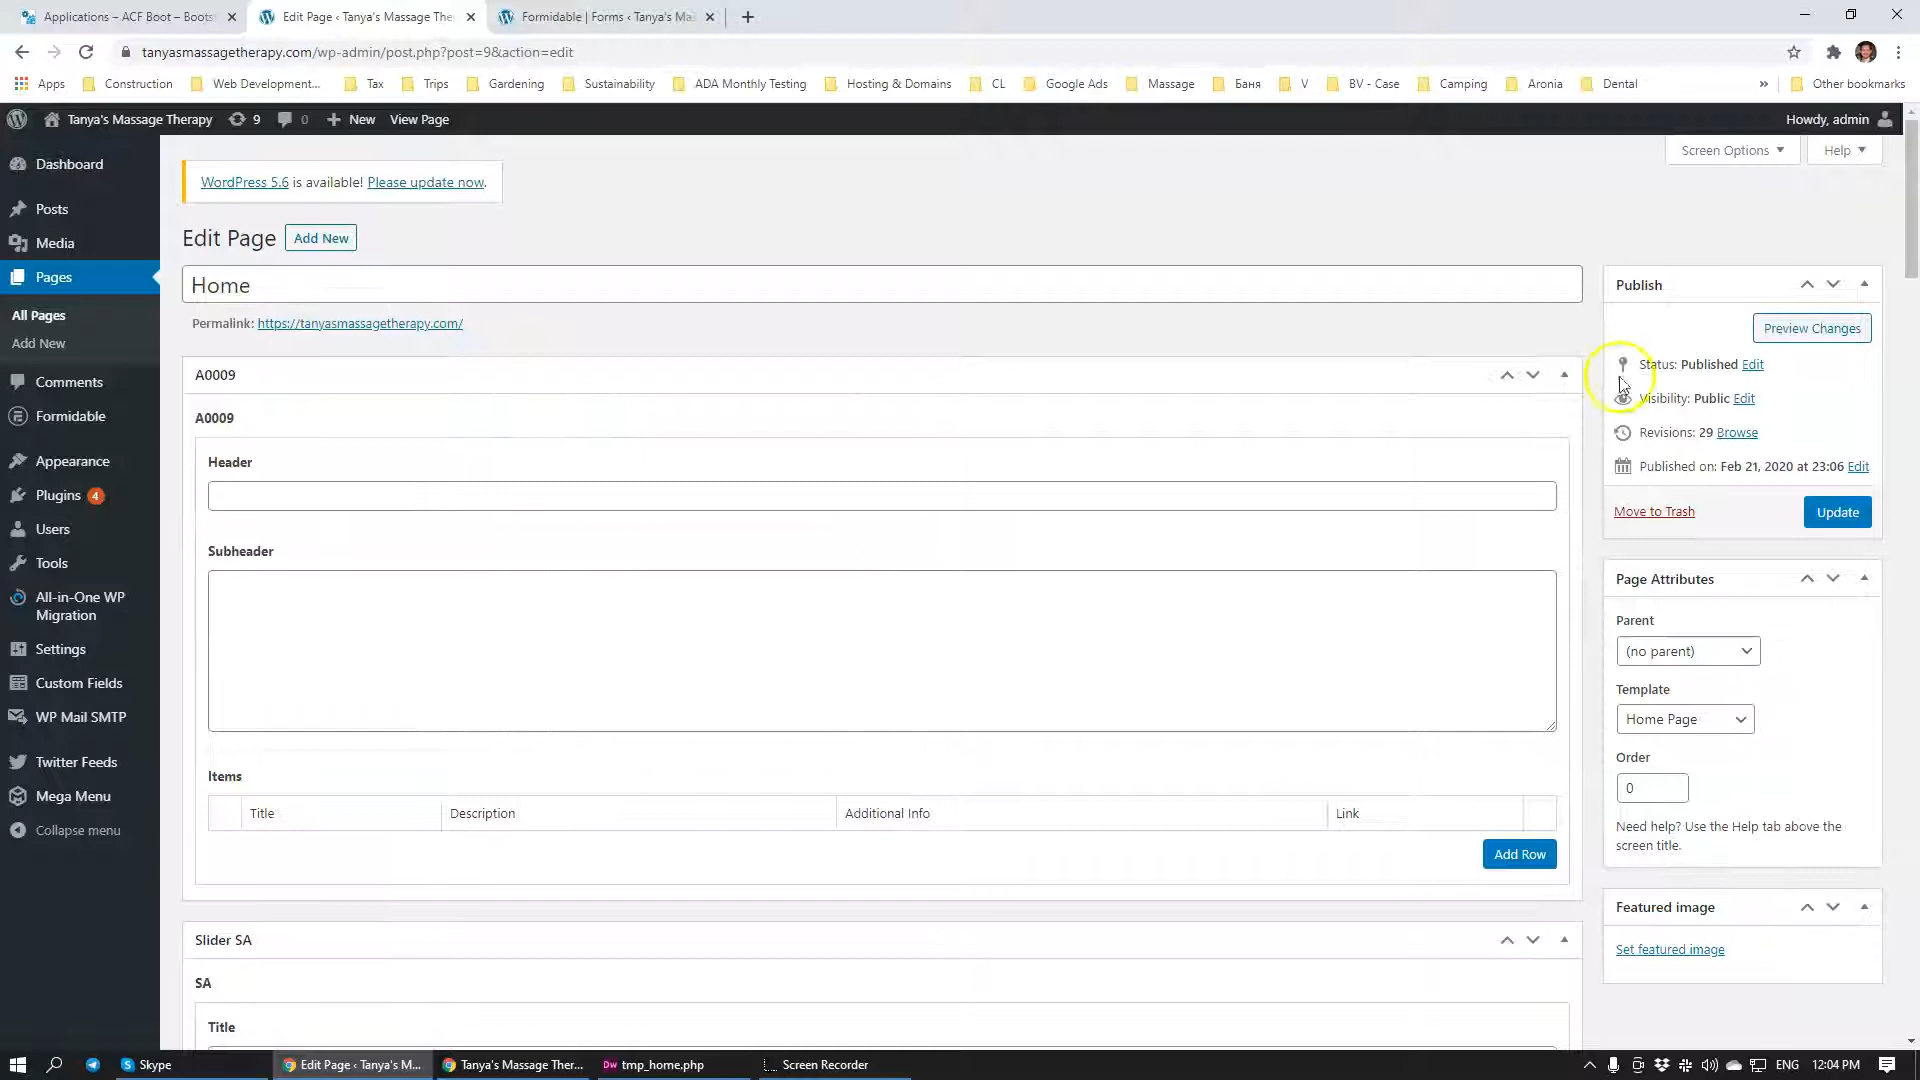 Applications – ACF Boot – Boots
Edit Page ‹ Tanya's Massage The
Formidable | Forms ‹ Tanya's Ma
tanyasmassagetherapy.com/wp-admin/post.php?post=9&action=edit
Apps Construction Web Development... Tax Trips Gardening Sustainability ADA Monthly Testing Hosting & Domains CL Google Ads Massage Баня V BV - Case Camping Aronia Dental » Other bookmarks
Tanya's Massage Therapy 9 0 + New View Page Howdy, admin
Screen Options Help
Dashboard
Posts
Media
Pages
All Pages
Add New
Comments
Formidable
Appearance
Plugins 4
Users
Tools
All-in-One WP
Migration
Settings
Custom Fields
WP Mail SMTP
Twitter Feeds
Mega Menu
Collapse menu
WordPress 5.6 is available! Please update now.
Edit Page Add New
Home
Permalink: https://tanyasmassagetherapy.com/
A0009
A0009
Header
Subheader
Items
Title Description Additional Info Link
Add Row
Slider SA
SA
Title
Publish
Preview Changes
Status: Published Edit
Visibility: Public Edit
Revisions: 29 Browse
Published on: Feb 21, 2020 at 23:06 Edit
Move to Trash Update
Page Attributes
Parent
(no parent)
Template
Home Page
Order
0
Need help? Use the Help tab above the
screen title.
Featured image
Set featured image
Skype
Edit Page ‹ Tanya's M...
Tanya's Massage Ther...
Dw tmp_home.php
Screen Recorder
ENG 12:04 PM